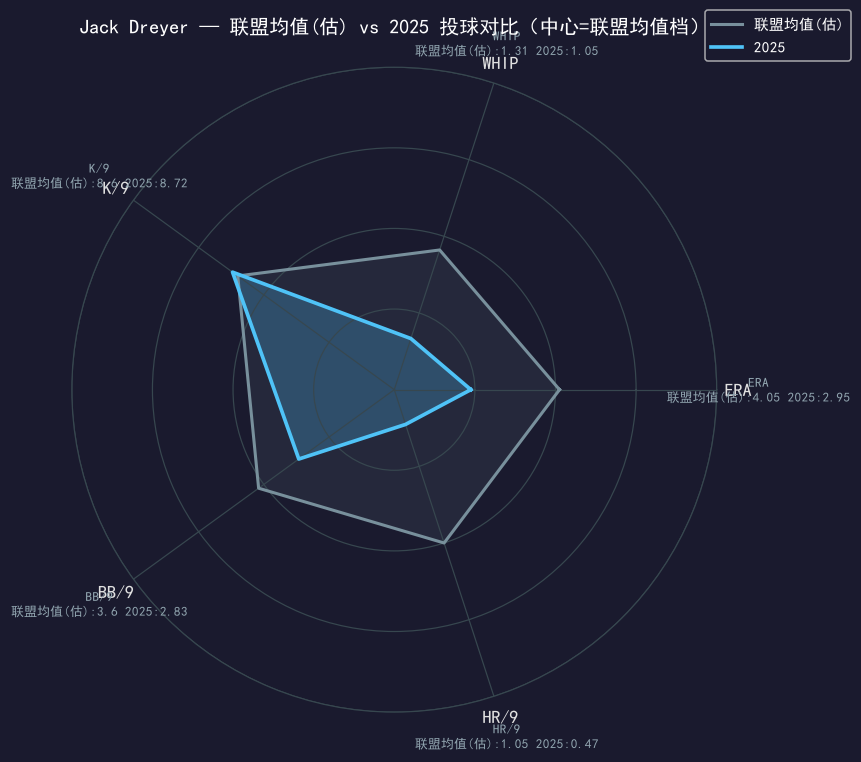 Jack Dreyer — 联盟均值(估) vs 2025 投球对比 (中心=联盟均值档)
联盟均值(估)
2025
WHIP
联盟均值(估):1.31 2025:1.05
WHIP
K/9
联盟均值(估):8.6 2025:8.72
K/9
ERA
ERA
联盟均值(估):4.05 2025:2.95
BB/9
BB/9
联盟均值(估):3.6 2025:2.83
HR/9
HR/9
联盟均值(估):1.05 2025:0.47